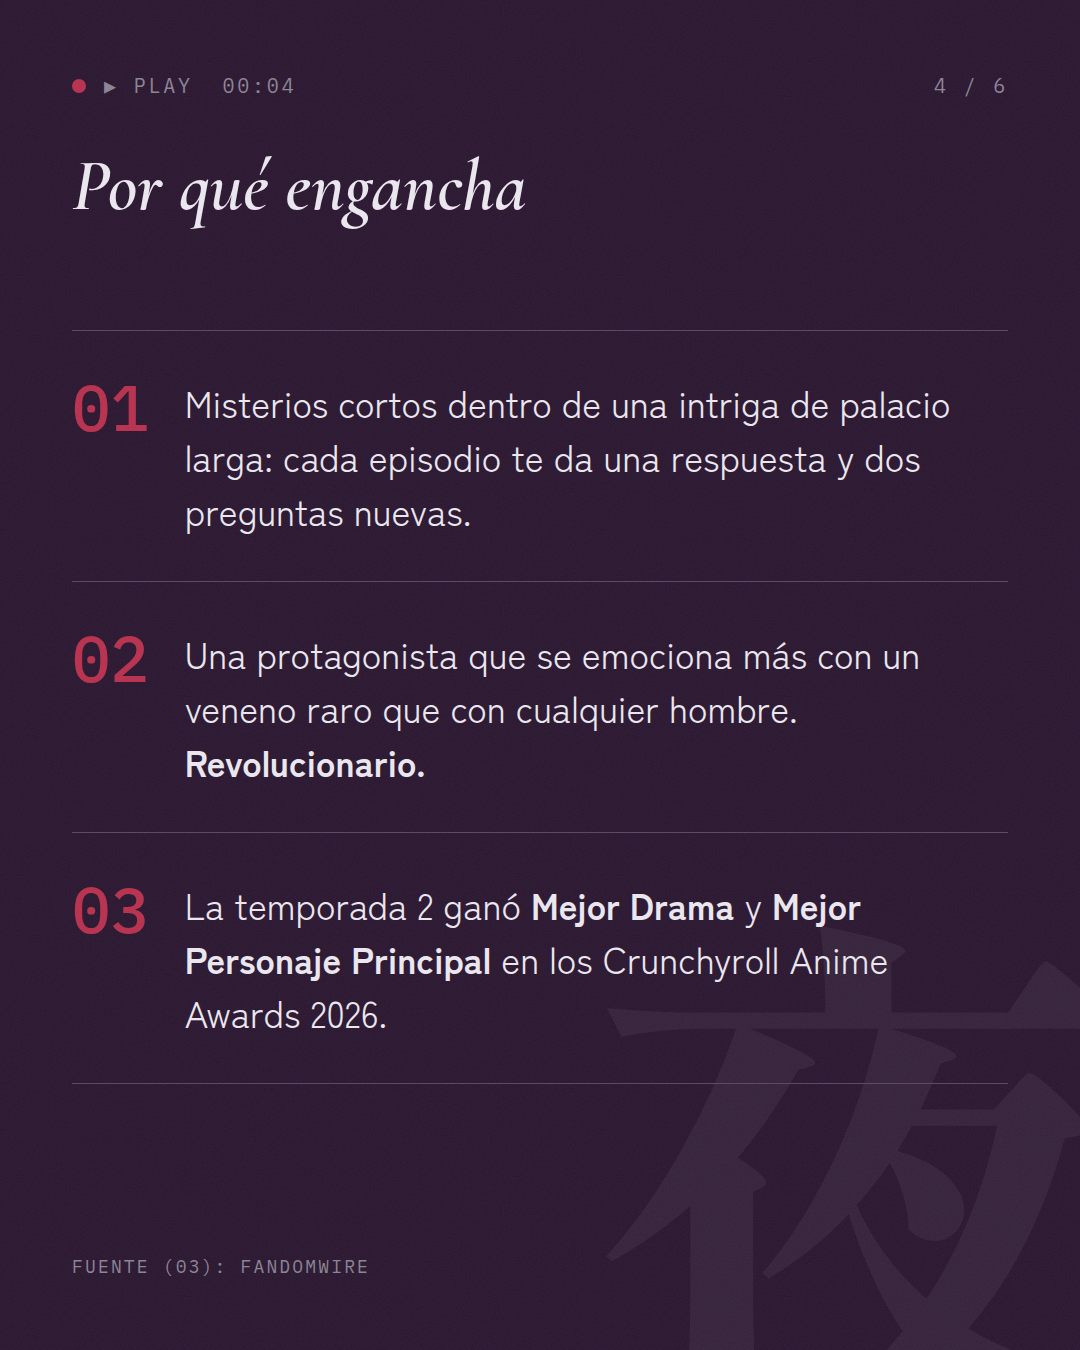 ▶ PLAY 00:04
4 / 6
Por qué engancha
01
Misterios cortos dentro de una intriga de palacio
larga: cada episodio te da una respuesta y dos
preguntas nuevas.
02
Una protagonista que se emociona más con un
veneno raro que con cualquier hombre.
Revolucionario.
03
La temporada 2 ganó Mejor Drama y Mejor
Personaje Principal en los Crunchyroll Anime
Awards 2026.
夜
FUENTE (03): FANDOMWIRE